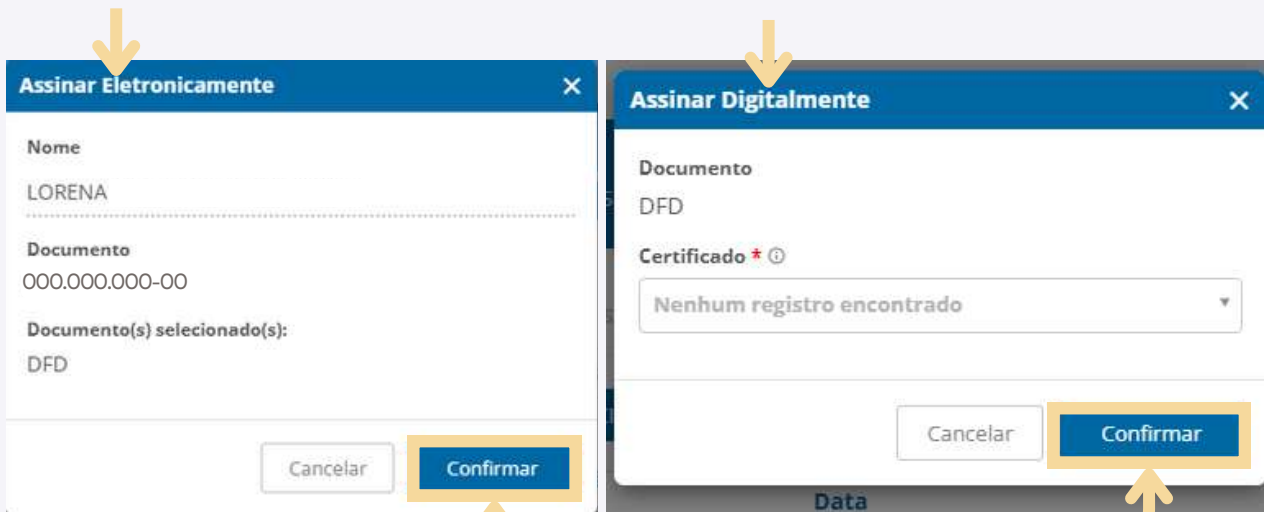 Assinar Eletronicamente
Nome
LORENA
Documento
000.000.000-00
Documento(s) selecionado(s):
DFD
Cancelar
Confirmar
Assinar Digitalmente
Documento
DFD
Certificado *
Nenhum registro encontrado
Cancelar
Confirmar
Data